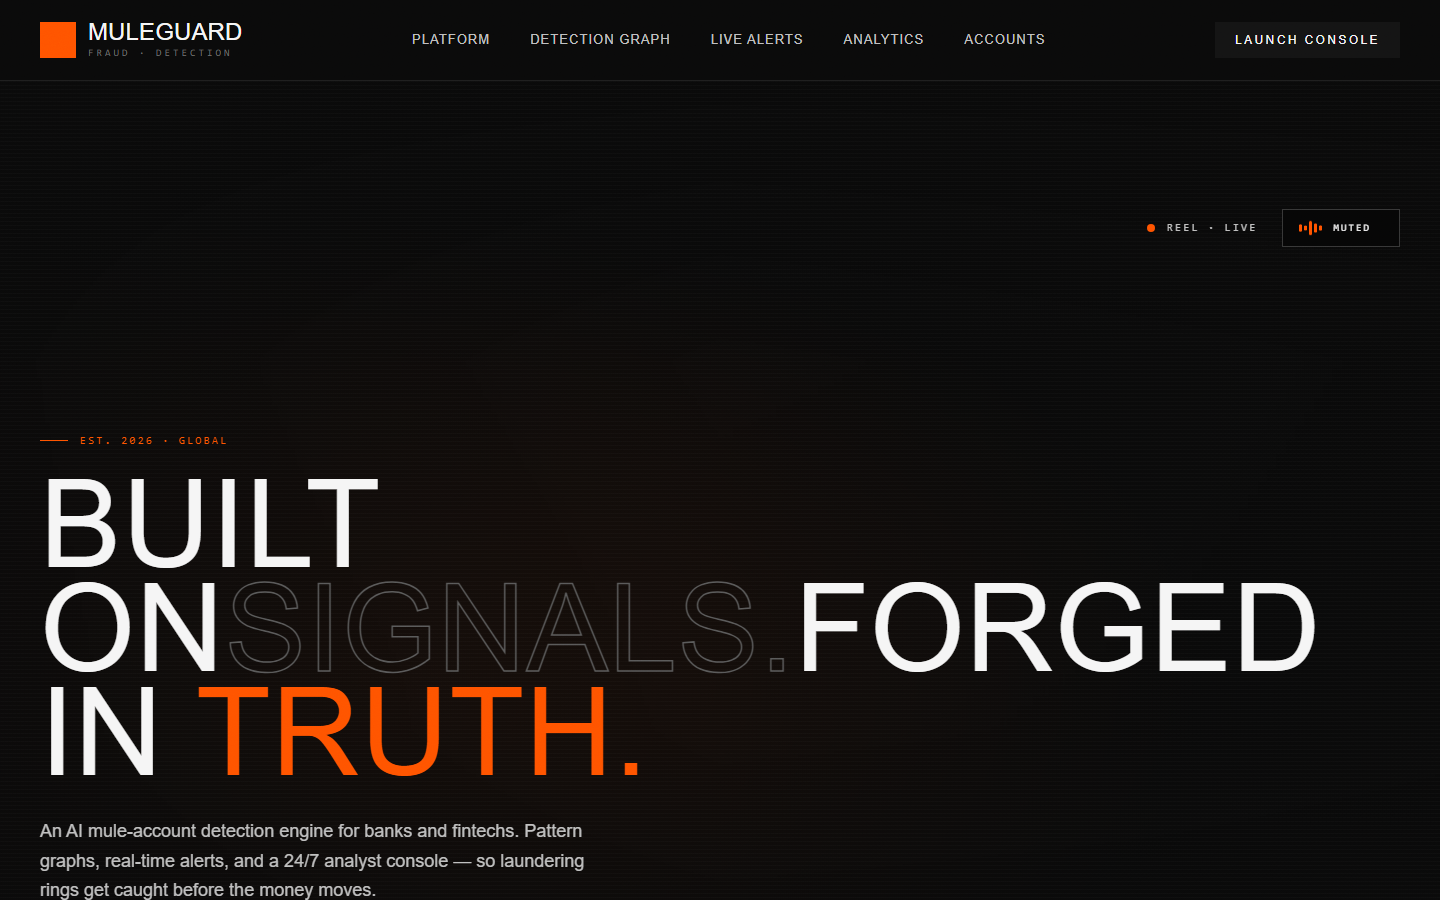 MULEGUARD
FRAUD · DETECTION
PLATFORM
DETECTION GRAPH
LIVE ALERTS
ANALYTICS
ACCOUNTS
LAUNCH CONSOLE
REEL · LIVE
MUTED
EST. 2026 · GLOBAL
BUILT
ONSIGNALS.FORGED
IN TRUTH.
An AI mule-account detection engine for banks and fintechs. Pattern
graphs, real-time alerts, and a 24/7 analyst console — so laundering
rings get caught before the money moves.